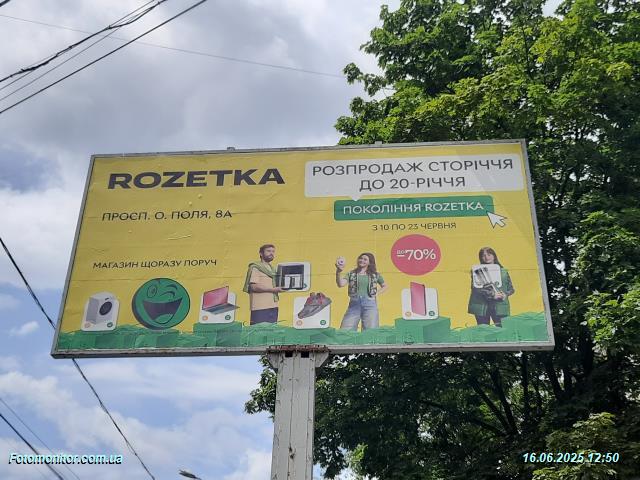 ROZETKA
РОЗПРОДАЖ СТОРІЧЧЯ
ДО 20-РІЧЧЯ
ПОКОЛІННЯ ROZETKA
З 10 ПО 23 ЧЕРВНЯ
ПРОСП. О. ПОЛЯ, 8А
МАГАЗИН ЩОРАЗУ ПОРУЧ
ДО
-70%
Fotomonitor.com.ua
16.06.2025 12:50